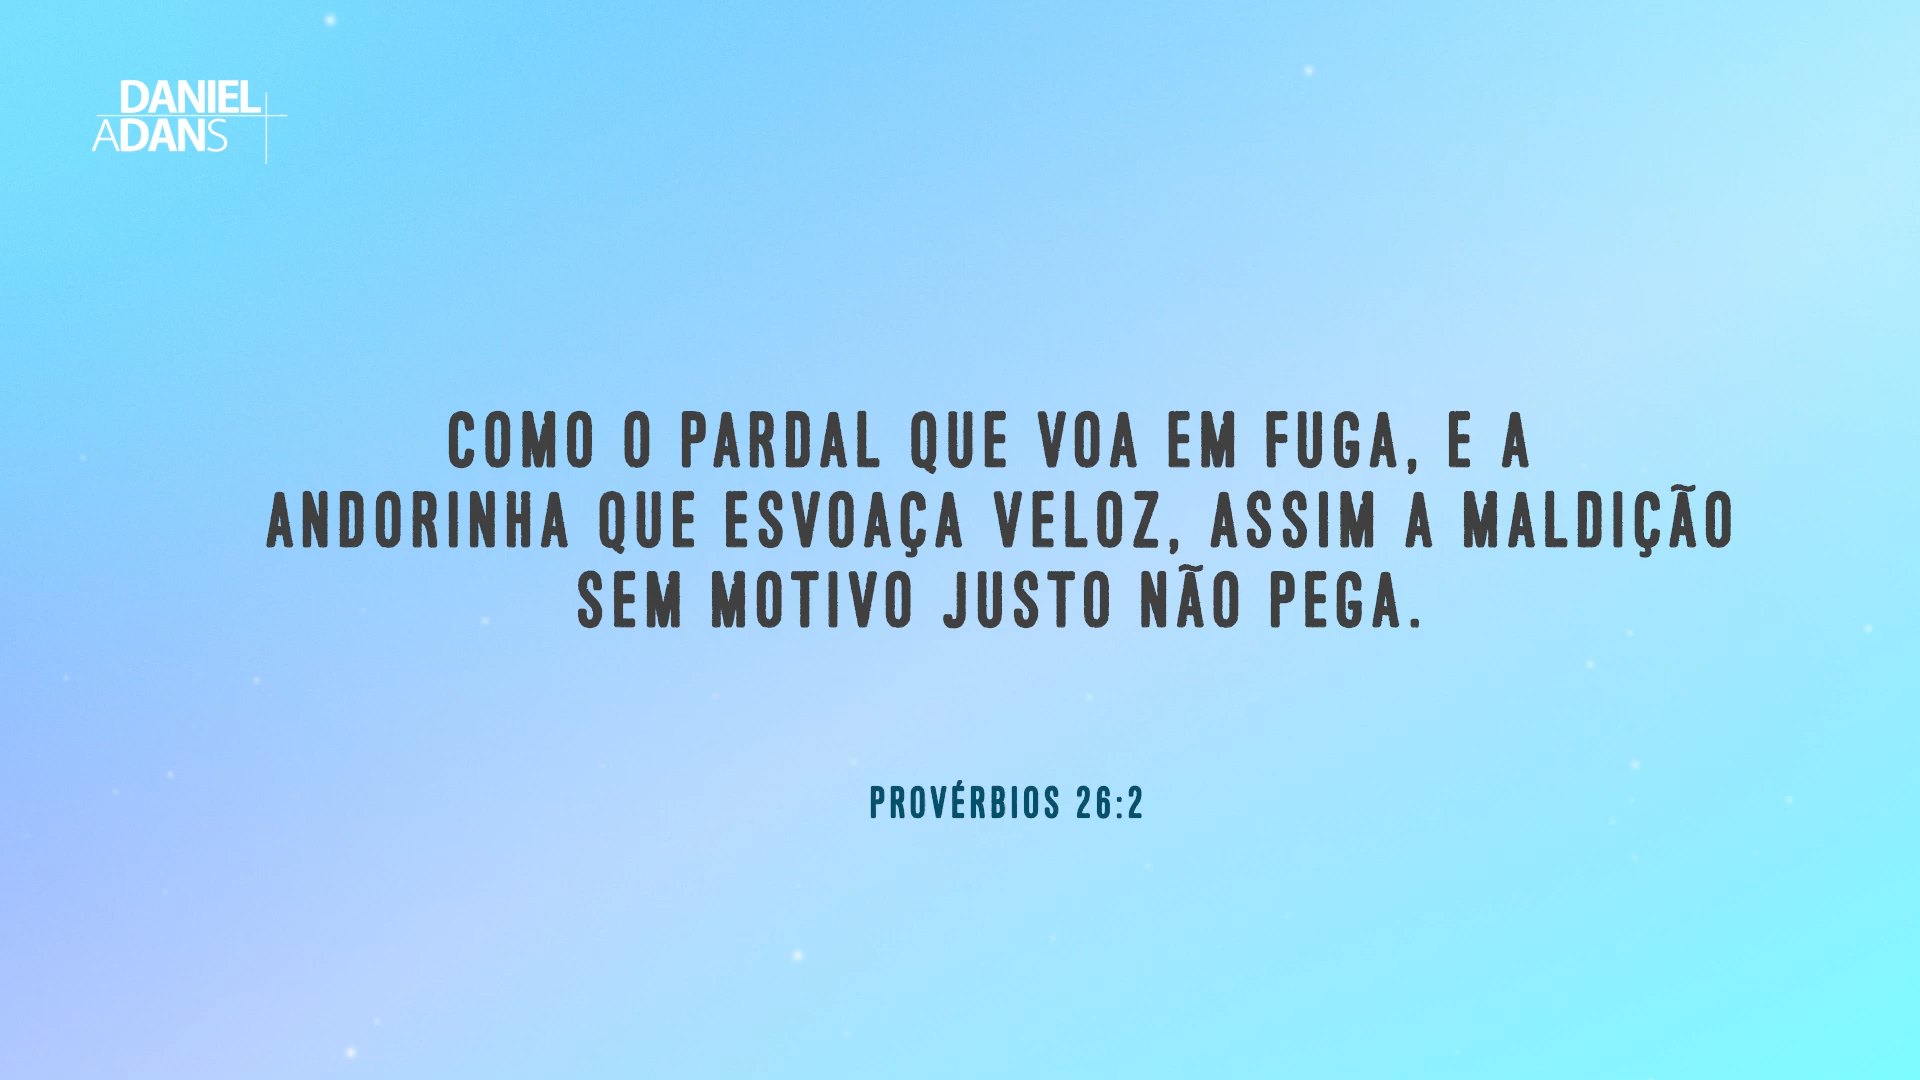 DANIEL
ADANS
COMO O PARDAL QUE VOA EM FUGA, E A
ANDORINHA QUE ESVOAÇA VELOZ, ASSIM A MALDIÇÃO
SEM MOTIVO JUSTO NÃO PEGA.
PROVÉRBIOS 26:2